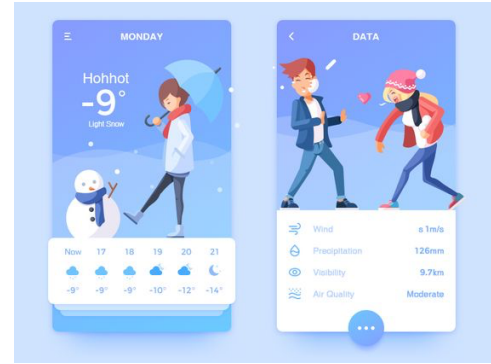 MONDAY
Hohhot
-9°
Light Snow
Now 17 18 19 20 21
-9° -9° -9° -10° -12° -14°
DATA
Wind s 1m/s
Precipitation 126mm
Visibility 9.7km
Air Quality Moderate